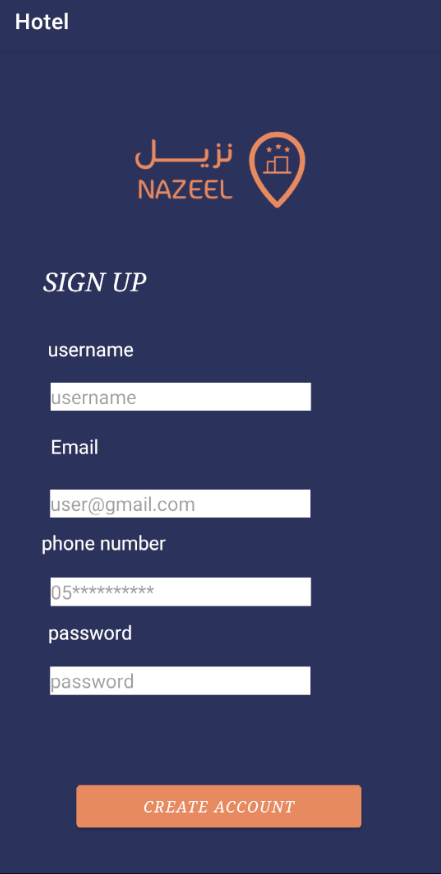 Hotel
نزيل
NAZEEL
SIGN UP
username
username
Email
user@gmail.com
phone number
05**********
password
password
CREATE ACCOUNT